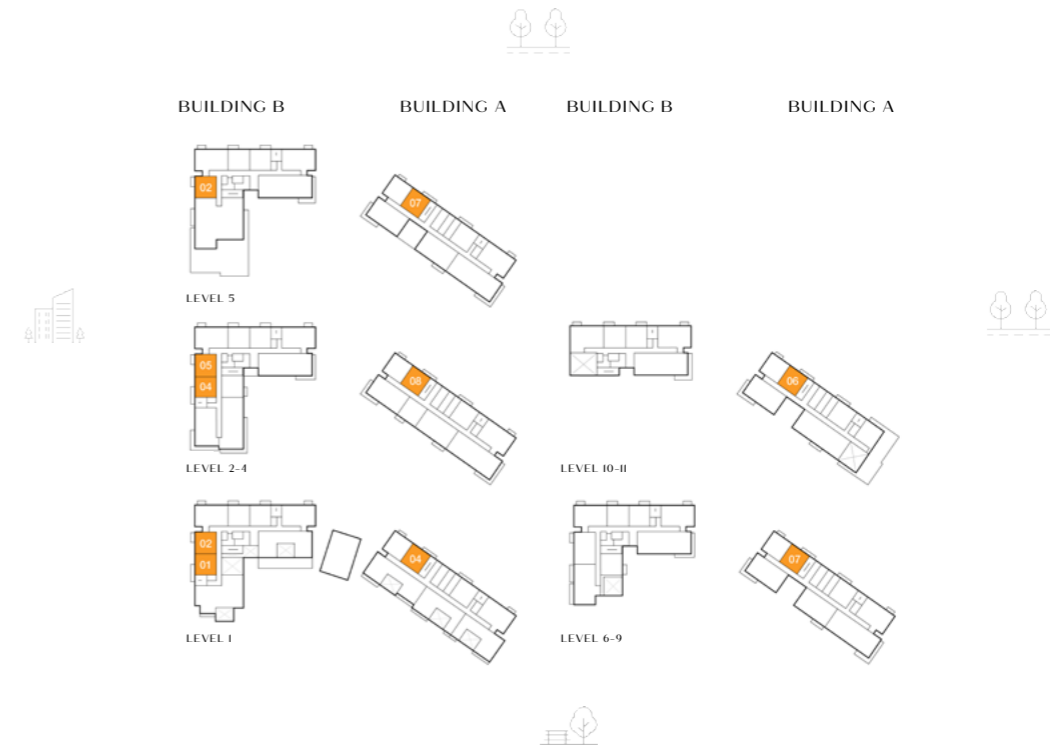 BUILDING B BUILDING A BUILDING B BUILDING A
02
07
LEVEL 5
05
04
08
06
LEVEL 2-4
LEVEL 10-11
02
01
04
07
LEVEL 1
LEVEL 6-9